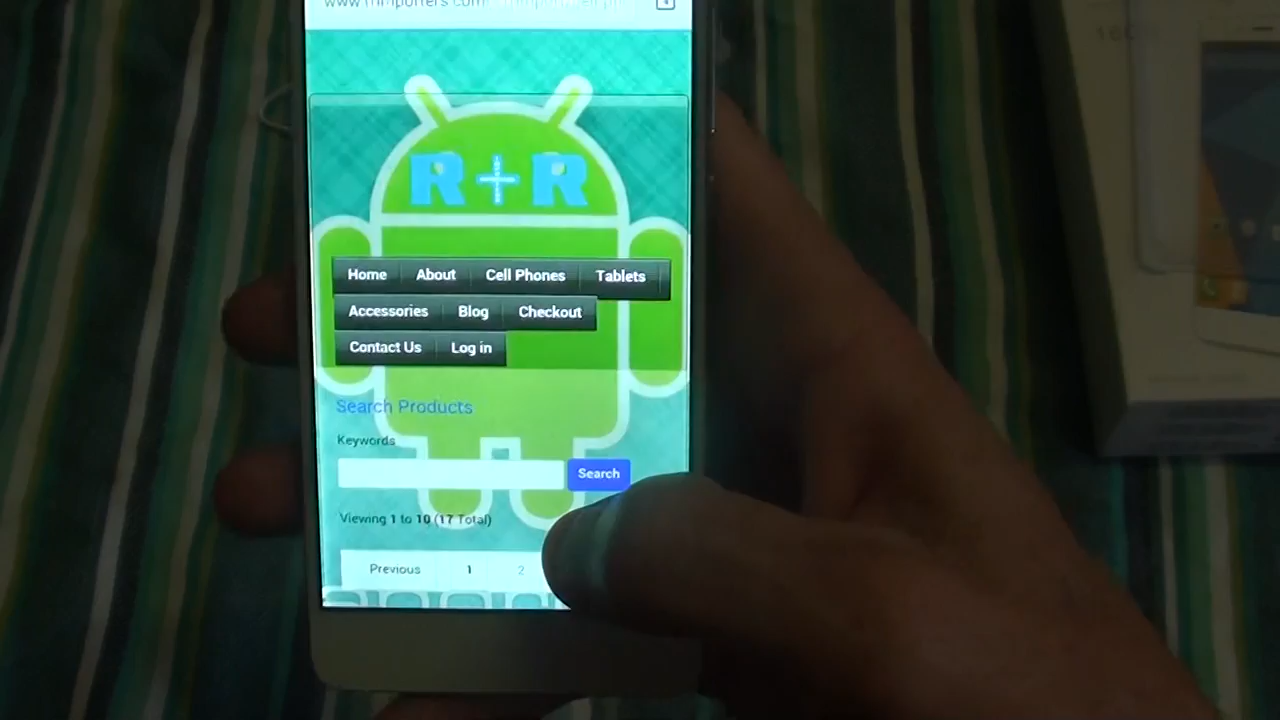 R+R
Home About Cell Phones Tablets
Accessories Blog Checkout
Contact Us Log in
Search Products
Keywords
Search
Viewing 1 to 10 (17 Total)
Previous 1 2